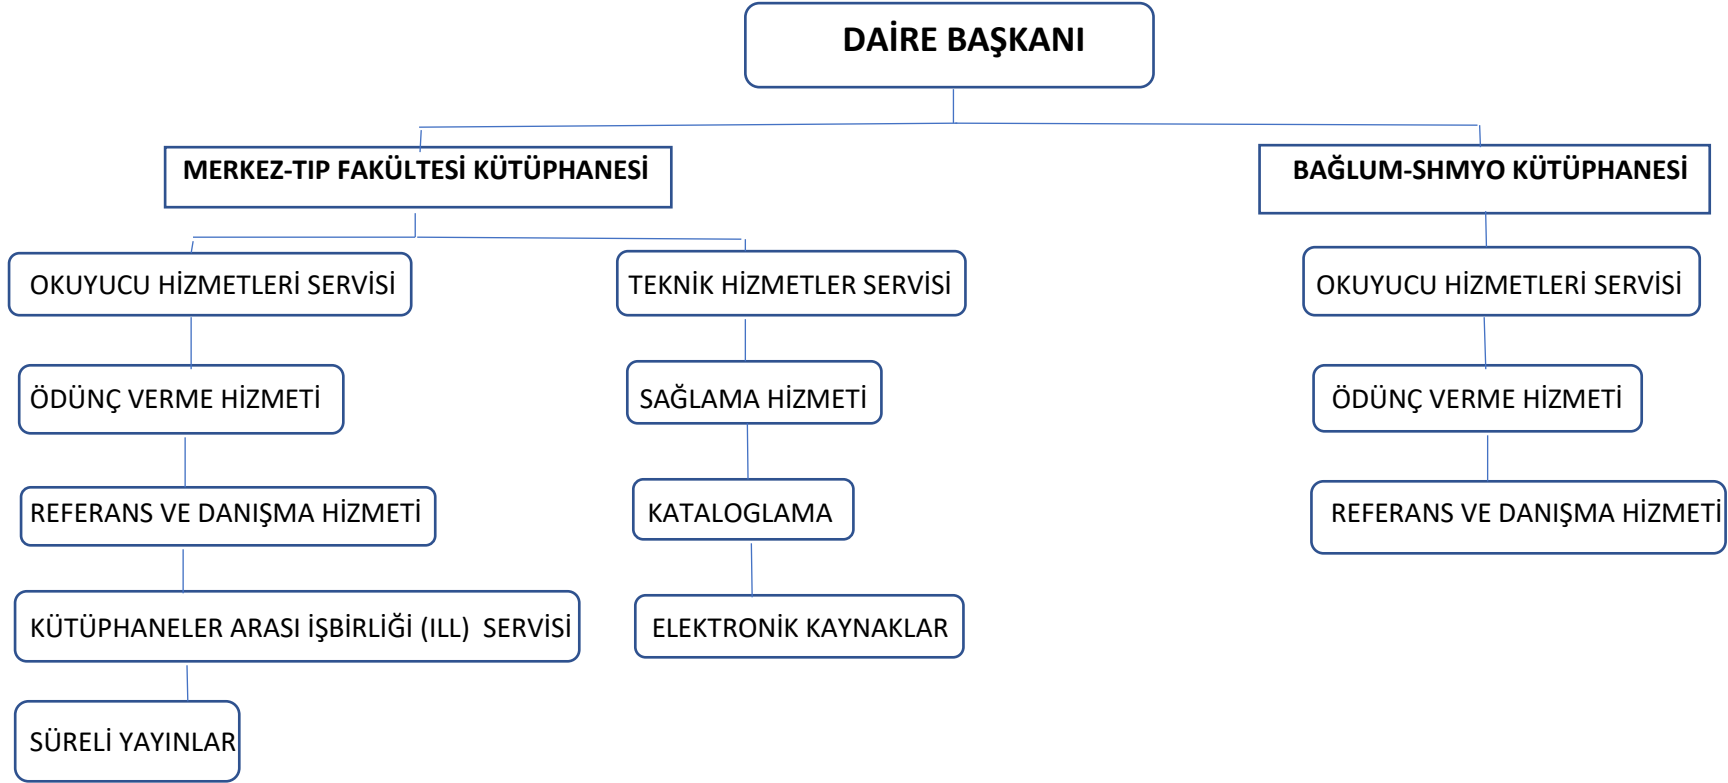 DAİRE BAŞKANI
MERKEZ-TIP FAKÜLTESİ KÜTÜPHANESİ
BAĞLUM-SHMYO KÜTÜPHANESİ
OKUYUCU HİZMETLERİ SERVİSİ
TEKNİK HİZMETLER SERVİSİ
OKUYUCU HİZMETLERİ SERVİSİ
ÖDÜNÇ VERME HİZMETİ
SAĞLAMA HİZMETİ
ÖDÜNÇ VERME HİZMETİ
REFERANS VE DANIŞMA HİZMETİ
KATALOGLAMA
REFERANS VE DANIŞMA HİZMETİ
KÜTÜPHANELER ARASI İŞBİRLİĞİ (ILL) SERVİSİ
ELEKTRONİK KAYNAKLAR
SÜRELİ YAYINLAR